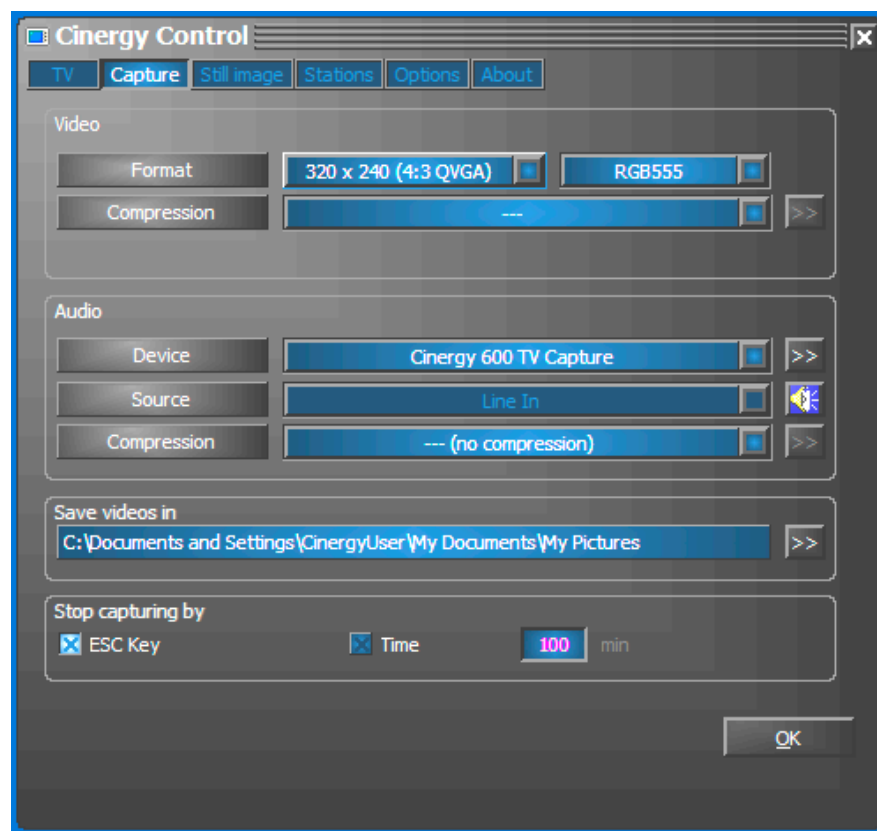 Cinergy Control
TV Capture Still image Stations Options About
Video
Format 320 x 240 (4:3 QVGA) RGB555
Compression --- >>
Audio
Device Cinergy 600 TV Capture >>
Source Line In
Compression --- (no compression) >>
Save videos in
C:\Documents and Settings\CinergyUser\My Documents\My Pictures >>
Stop capturing by
ESC Key Time 100 min
OK